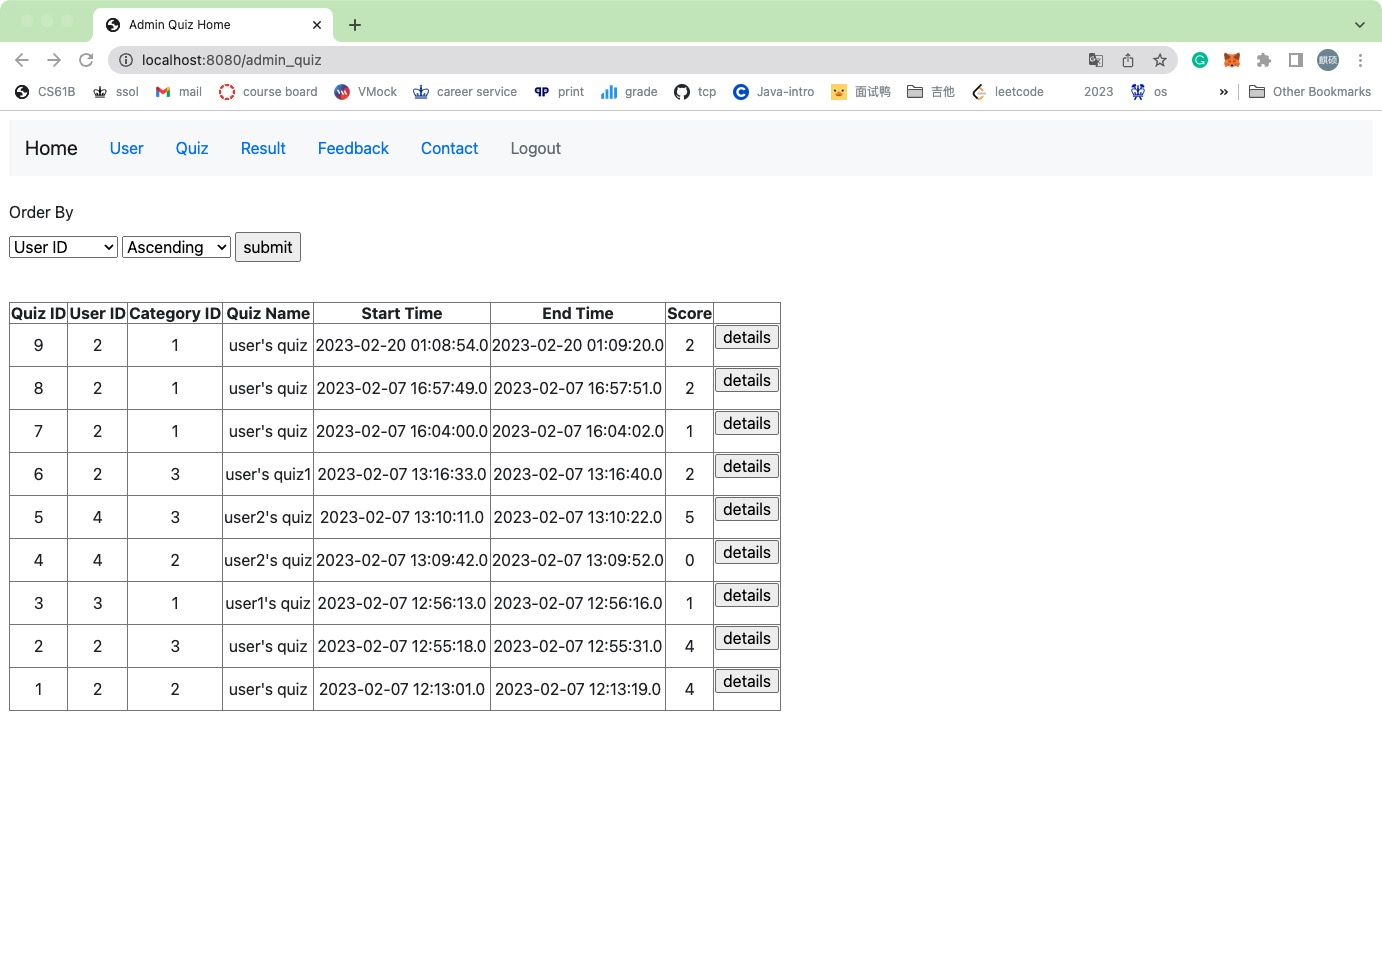 Admin Quiz Home
localhost:8080/admin_quiz
麒硕
CS61B ssol mail course board VMock career service print grade tcp Java-intro 面试鸭 吉他 leetcode 2023 os » Other Bookmarks
Home User Quiz Result Feedback Contact Logout
Order By
User ID Ascending submit
Quiz ID User ID Category ID Quiz Name Start Time End Time Score
9 2 1 user's quiz 2023-02-20 01:08:54.0 2023-02-20 01:09:20.0 2 details
8 2 1 user's quiz 2023-02-07 16:57:49.0 2023-02-07 16:57:51.0 2 details
7 2 1 user's quiz 2023-02-07 16:04:00.0 2023-02-07 16:04:02.0 1 details
6 2 3 user's quiz1 2023-02-07 13:16:33.0 2023-02-07 13:16:40.0 2 details
5 4 3 user2's quiz 2023-02-07 13:10:11.0 2023-02-07 13:10:22.0 5 details
4 4 2 user2's quiz 2023-02-07 13:09:42.0 2023-02-07 13:09:52.0 0 details
3 3 1 user1's quiz 2023-02-07 12:56:13.0 2023-02-07 12:56:16.0 1 details
2 2 3 user's quiz 2023-02-07 12:55:18.0 2023-02-07 12:55:31.0 4 details
1 2 2 user's quiz 2023-02-07 12:13:01.0 2023-02-07 12:13:19.0 4 details